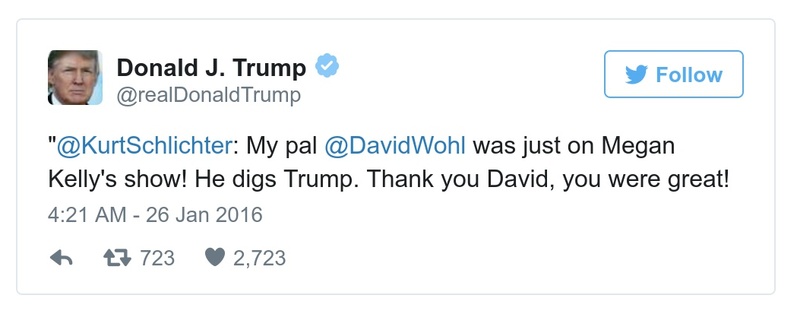 Donald J. Trump
@realDonaldTrump
Follow
"@KurtSchlichter: My pal @DavidWohl was just on Megan
Kelly's show! He digs Trump. Thank you David, you were great!
4:21 AM - 26 Jan 2016
723 2,723